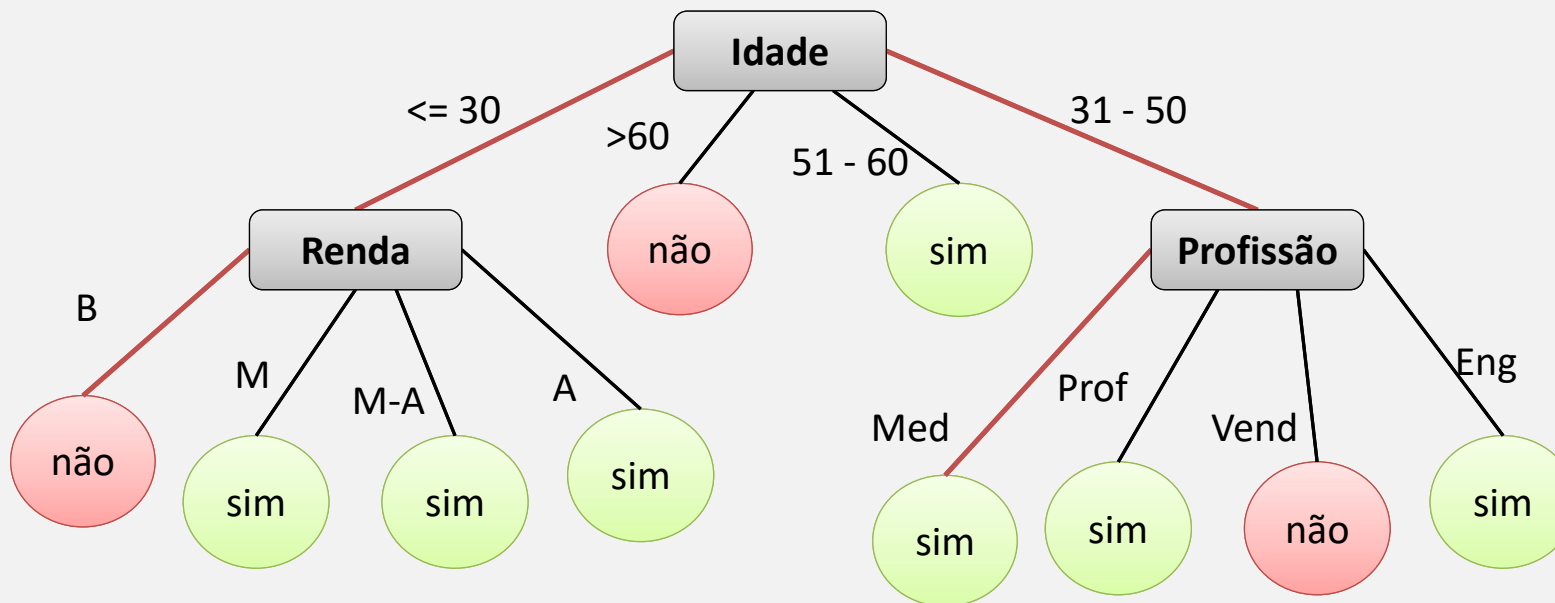 Idade
<= 30
>60
51 - 60
31 - 50
Renda
não
sim
Profissão
B
M
M-A
A
Med
Prof
Vend
Eng
não
sim
sim
sim
sim
sim
não
sim